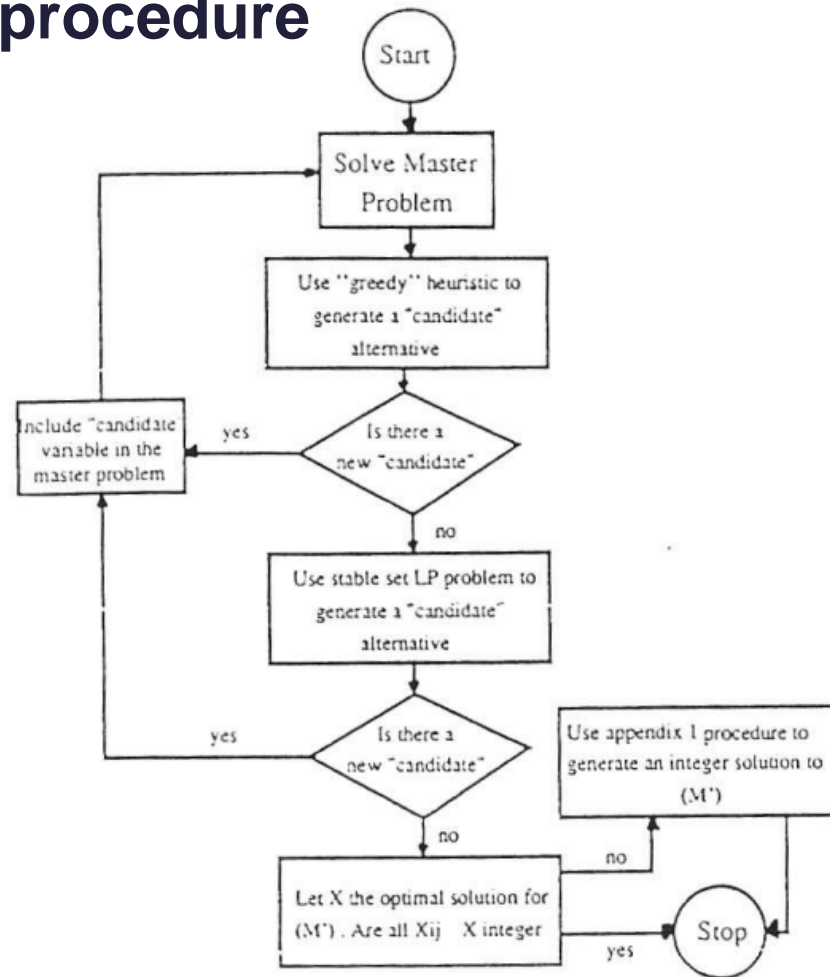 procedure
Start
Solve Master
Problem
Use "greedy" heuristic to
generate a "candidate"
alternative
Is there a
new "candidate"
yes
Include "candidate
variable in the
master problem
no
Use stable set LP problem to
generate a "candidate"
alternative
Is there a
new "candidate"
yes
Use appendix 1 procedure to
generate an integer solution to
(M')
no
Let X the optimal solution for
(M') . Are all Xij X integer
no
yes
Stop